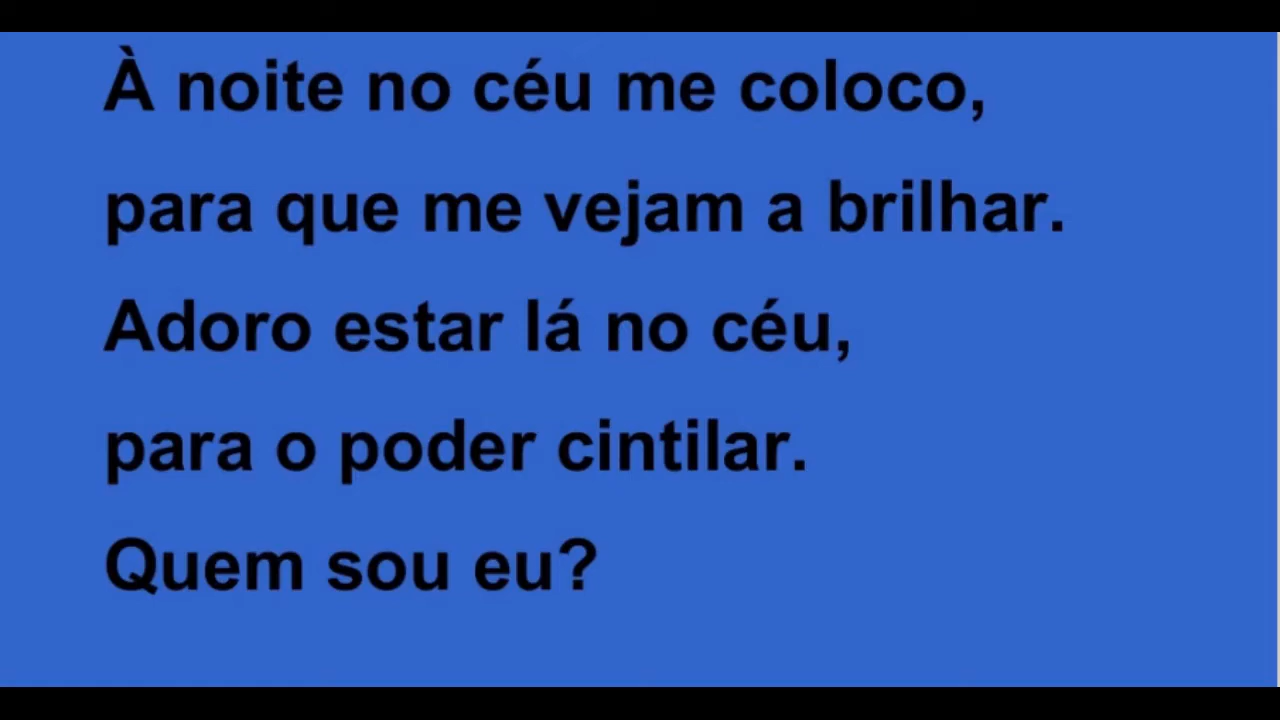 À noite no céu me coloco,
para que me vejam a brilhar.
Adoro estar lá no céu,
para o poder cintilar.
Quem sou eu?